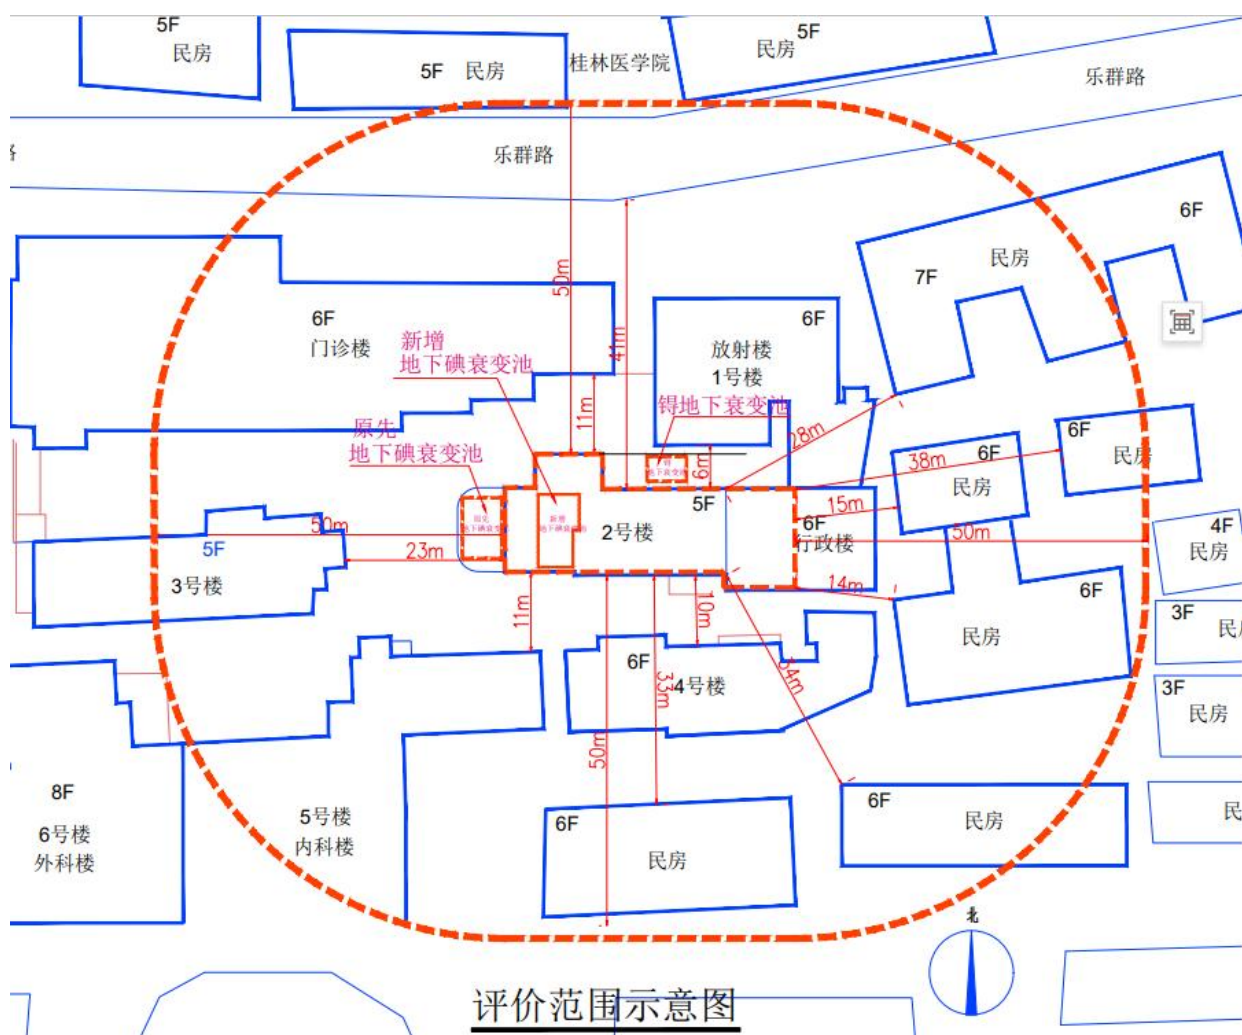 5F
民房
5F 民房
桂林医学院
5F
民房
乐群路
乐群路
6F
民房
7F
50m
41m
6F
门诊楼
新增
地下碘衰变池
6F
放射楼
1号楼
锝地下衰变池
11m
原先
地下碘衰变池
28m
6m
38m
6F
民房
6F
民房
15m
5F
2号楼
新增
6F
行政楼
50m
50m
23m
5F
3号楼
4F
民房
14m
6F
民房
3F
11m
10m
6F
4号楼
33m
3F
民房
50m
8F
6号楼
外科楼
5号楼
内科楼
6F
民房
6F
民房
民
北
评价范围示意图